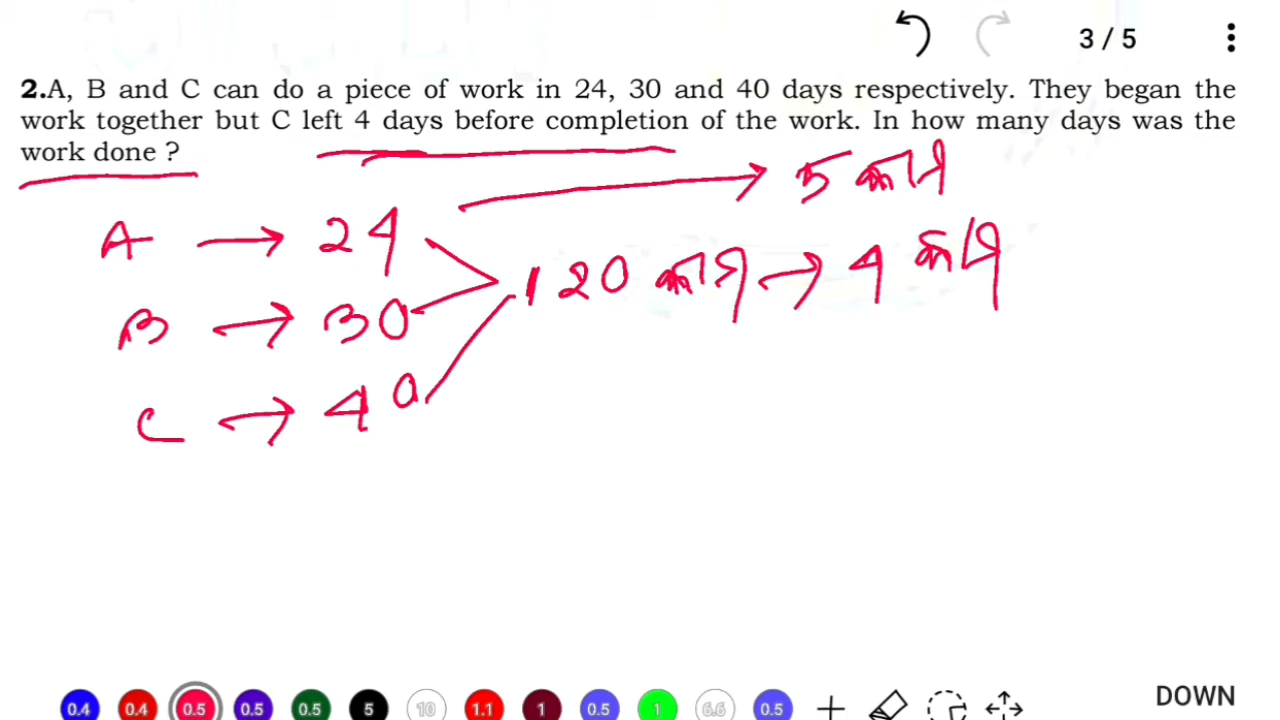 3 / 5
2.A, B and C can do a piece of work in 24, 30 and 40 days respectively. They began the
work together but C left 4 days before completion of the work. In how many days was the
work done ?
5 কাম
A → 24
120 কাম → 4 কাম
B → 30
C → 40
0.4 0.4 0.5 0.5 0.5 5 10 1.1 1 0.5 1 6.6 0.5
DOWN